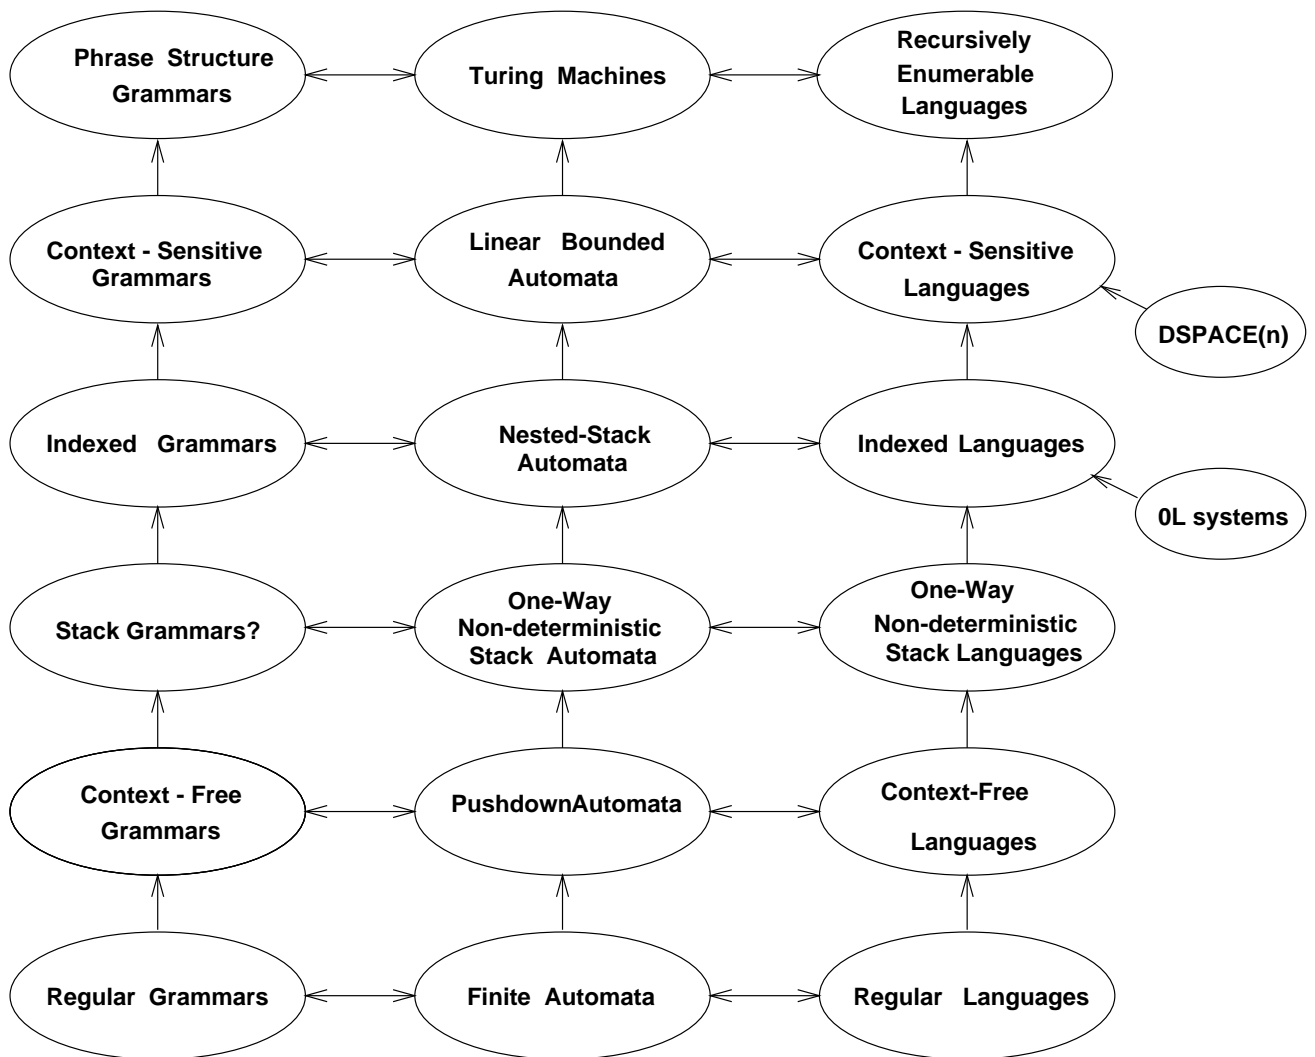 Phrase Structure
Grammars
Turing Machines
Recursively
Enumerable
Languages
Context - Sensitive
Grammars
Linear Bounded
Automata
Context - Sensitive
Languages
DSPACE(n)
Indexed Grammars
Nested-Stack
Automata
Indexed Languages
0L systems
Stack Grammars?
One-Way
Non-deterministic
Stack Automata
One-Way
Non-deterministic
Stack Languages
Context - Free
Grammars
PushdownAutomata
Context-Free
Languages
Regular Grammars
Finite Automata
Regular Languages